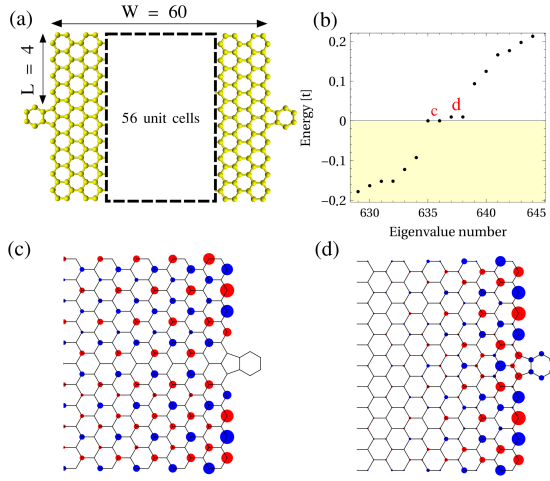 (a)
W = 60
L = 4
56 unit cells
(b)
Energy [t]
0,2
0,1
0
−0,1
−0,2
c
d
630
635
640
645
Eigenvalue number
(c)
(d)